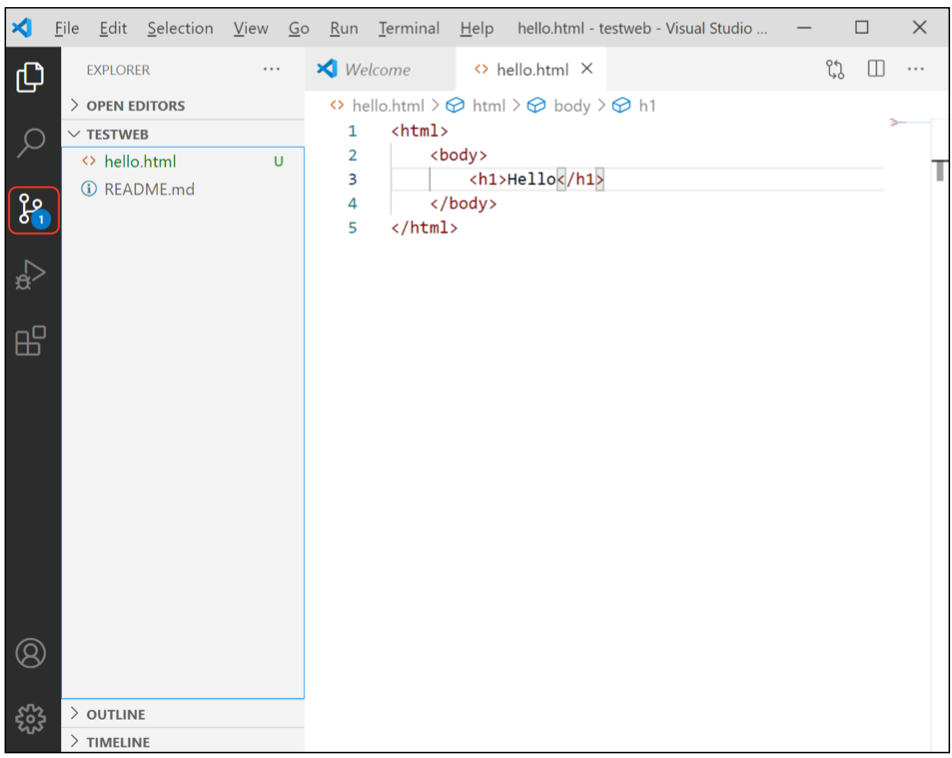 File Edit Selection View Go Run Terminal Help hello.html - testweb - Visual Studio ...
EXPLORER ...
Welcome
hello.html
OPEN EDITORS
TESTWEB
hello.html U
README.md
1
hello.html > html > body > h1
1 <html>
2 <body>
3 <h1>Hello</h1>
4 </body>
5 </html>
OUTLINE
TIMELINE